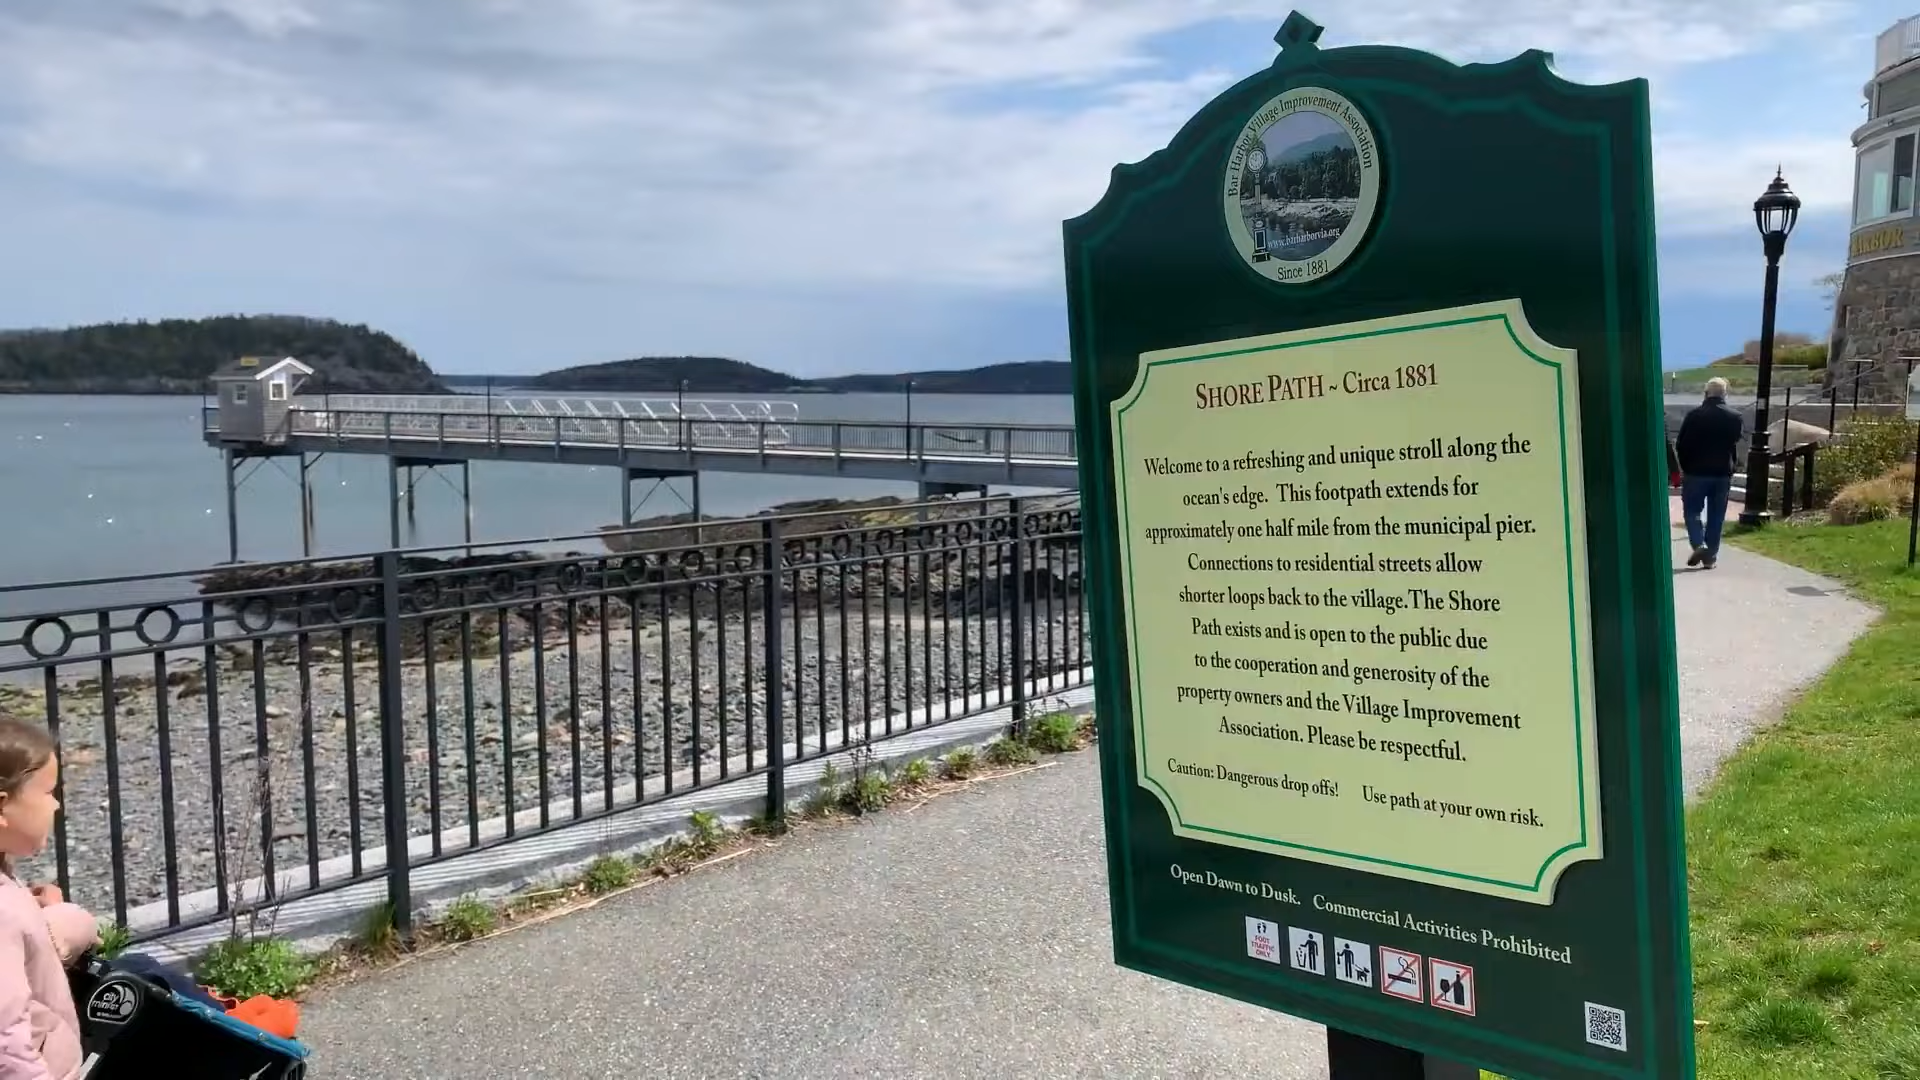 Bar Harbor Village Improvement Association
www.barharborvia.org
Since 1881
SHORE PATH ~ Circa 1881
Welcome to a refreshing and unique stroll along the
ocean's edge. This footpath extends for
approximately one half mile from the municipal pier.
Connections to residential streets allow
shorter loops back to the village.The Shore
Path exists and is open to the public due
to the cooperation and generosity of the
property owners and the Village Improvement
Association. Please be respectful.
Caution: Dangerous drop offs! Use path at your own risk.
Open Dawn to Dusk. Commercial Activities Prohibited
FOOT
TRAFFIC
ONLY
ARBOR
city
mini